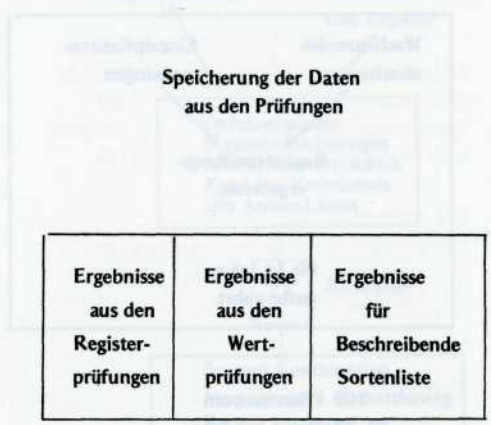 Speicherung der Daten
aus den Prüfungen
Ergebnisse
aus den
Register-
prüfungen
Ergebnisse
aus den
Wert-
prüfungen
Ergebnisse
für
Beschreibende
Sortenliste